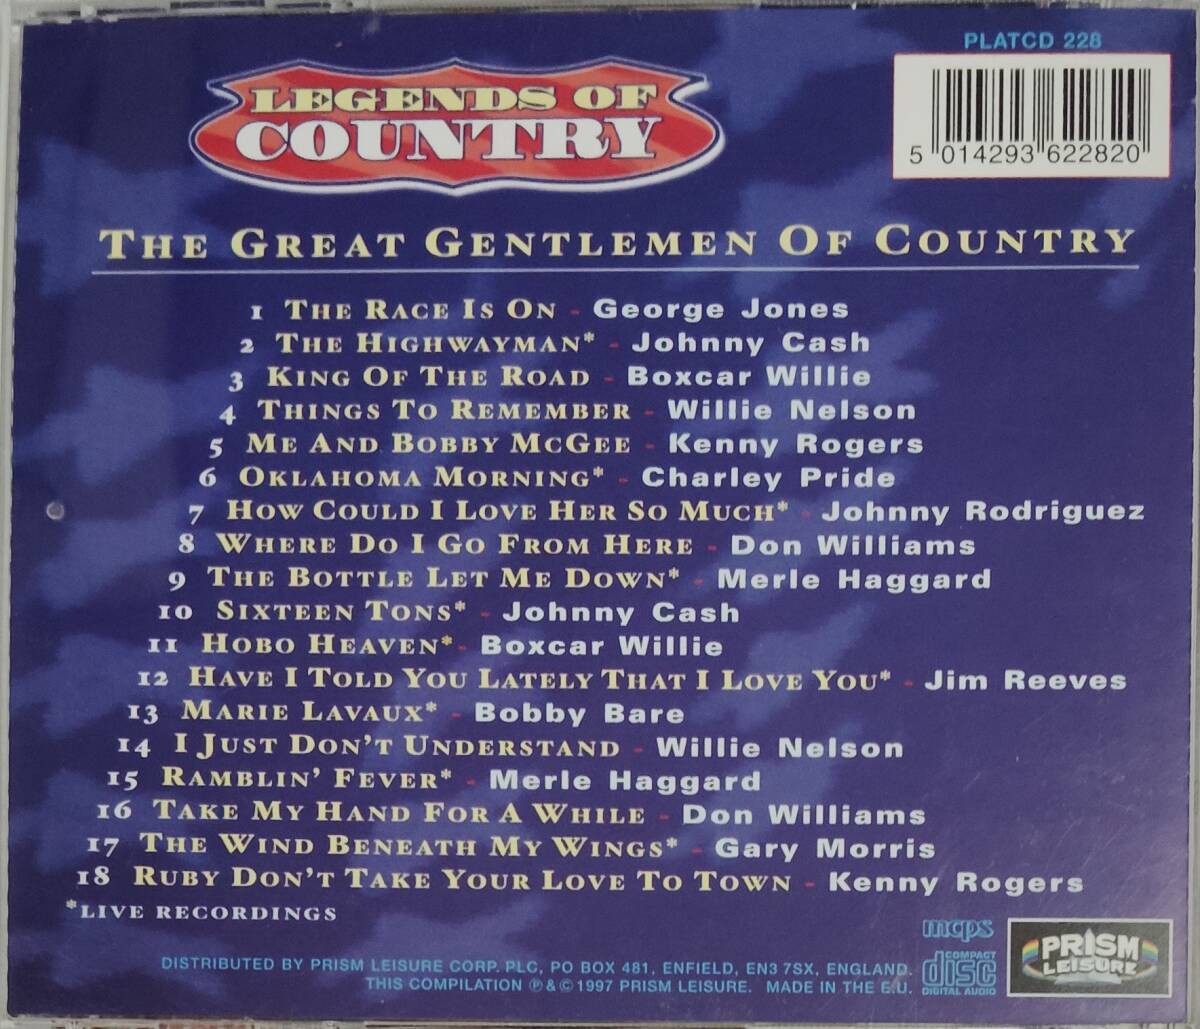 PLATCD 228
LEGENDS OF
COUNTRY
5 014293 622820
THE GREAT GENTLEMEN OF COUNTRY
1 THE RACE IS ON - George Jones
2 THE HIGHWAYMAN* - Johnny Cash
3 KING OF THE ROAD - Boxcar Willie
4 THINGS TO REMEMBER - Willie Nelson
5 ME AND BOBBY MCGEE - Kenny Rogers
6 OKLAHOMA MORNING* - Charley Pride
7 HOW COULD I LOVE HER SO MUCH* - Johnny Rodriguez
8 WHERE DO I GO FROM HERE - Don Williams
9 THE BOTTLE LET ME DOWN* - Merle Haggard
10 SIXTEEN TONS* - Johnny Cash
11 HOBO HEAVEN* - Boxcar Willie
12 HAVE I TOLD YOU LATELY THAT I LOVE YOU* - Jim Reeves
13 MARIE LAVAUX* - Bobby Bare
14 I JUST DON'T UNDERSTAND - Willie Nelson
15 RAMBLIN' FEVER* - Merle Haggard
16 TAKE MY HAND FOR A WHILE - Don Williams
17 THE WIND BENEATH MY WINGS* - Gary Morris
18 RUBY DON'T TAKE YOUR LOVE TO TOWN - Kenny Rogers
*LIVE RECORDINGS
mcps
COMPACT
disc
DIGITAL AUDIO
PRISM
LEISURE
DISTRIBUTED BY PRISM LEISURE CORP. PLC, PO BOX 481, ENFIELD, EN3 7SX, ENGLAND.
THIS COMPILATION ℗ & © 1997 PRISM LEISURE. MADE IN THE E.U.